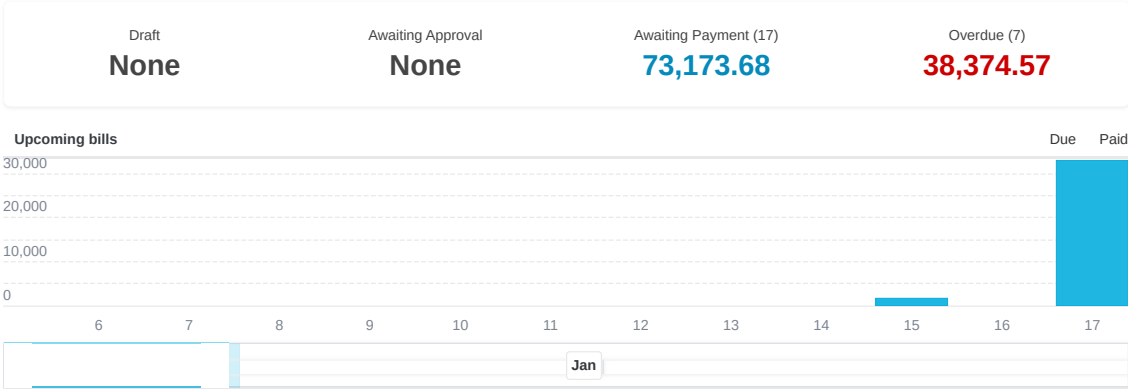 Draft Awaiting Approval Awaiting Payment (17) Overdue (7)
None None 73,173.68 38,374.57
Upcoming bills Due Paid
30,000
20,000
10,000
0
6 7 8 9 10 11 12 13 14 15 16 17
Jan